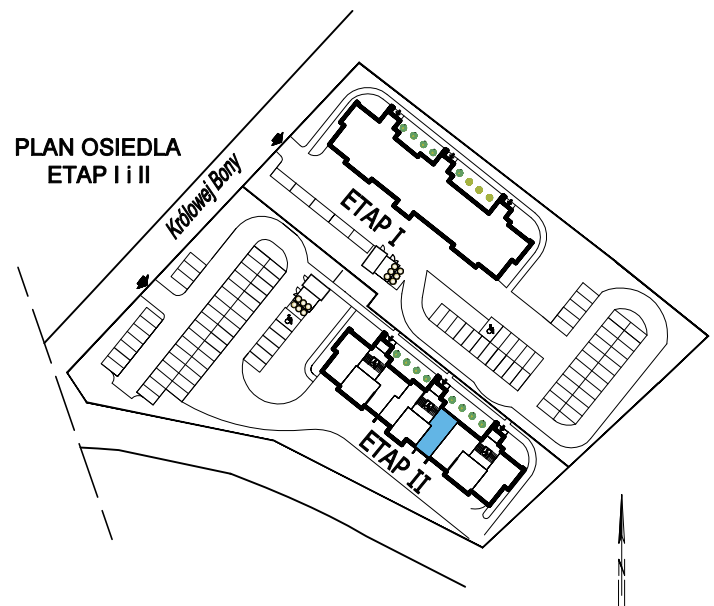 PLAN OSIEDLA
ETAP I i II
Królowej Bony
ETAP I
ETAP II
N